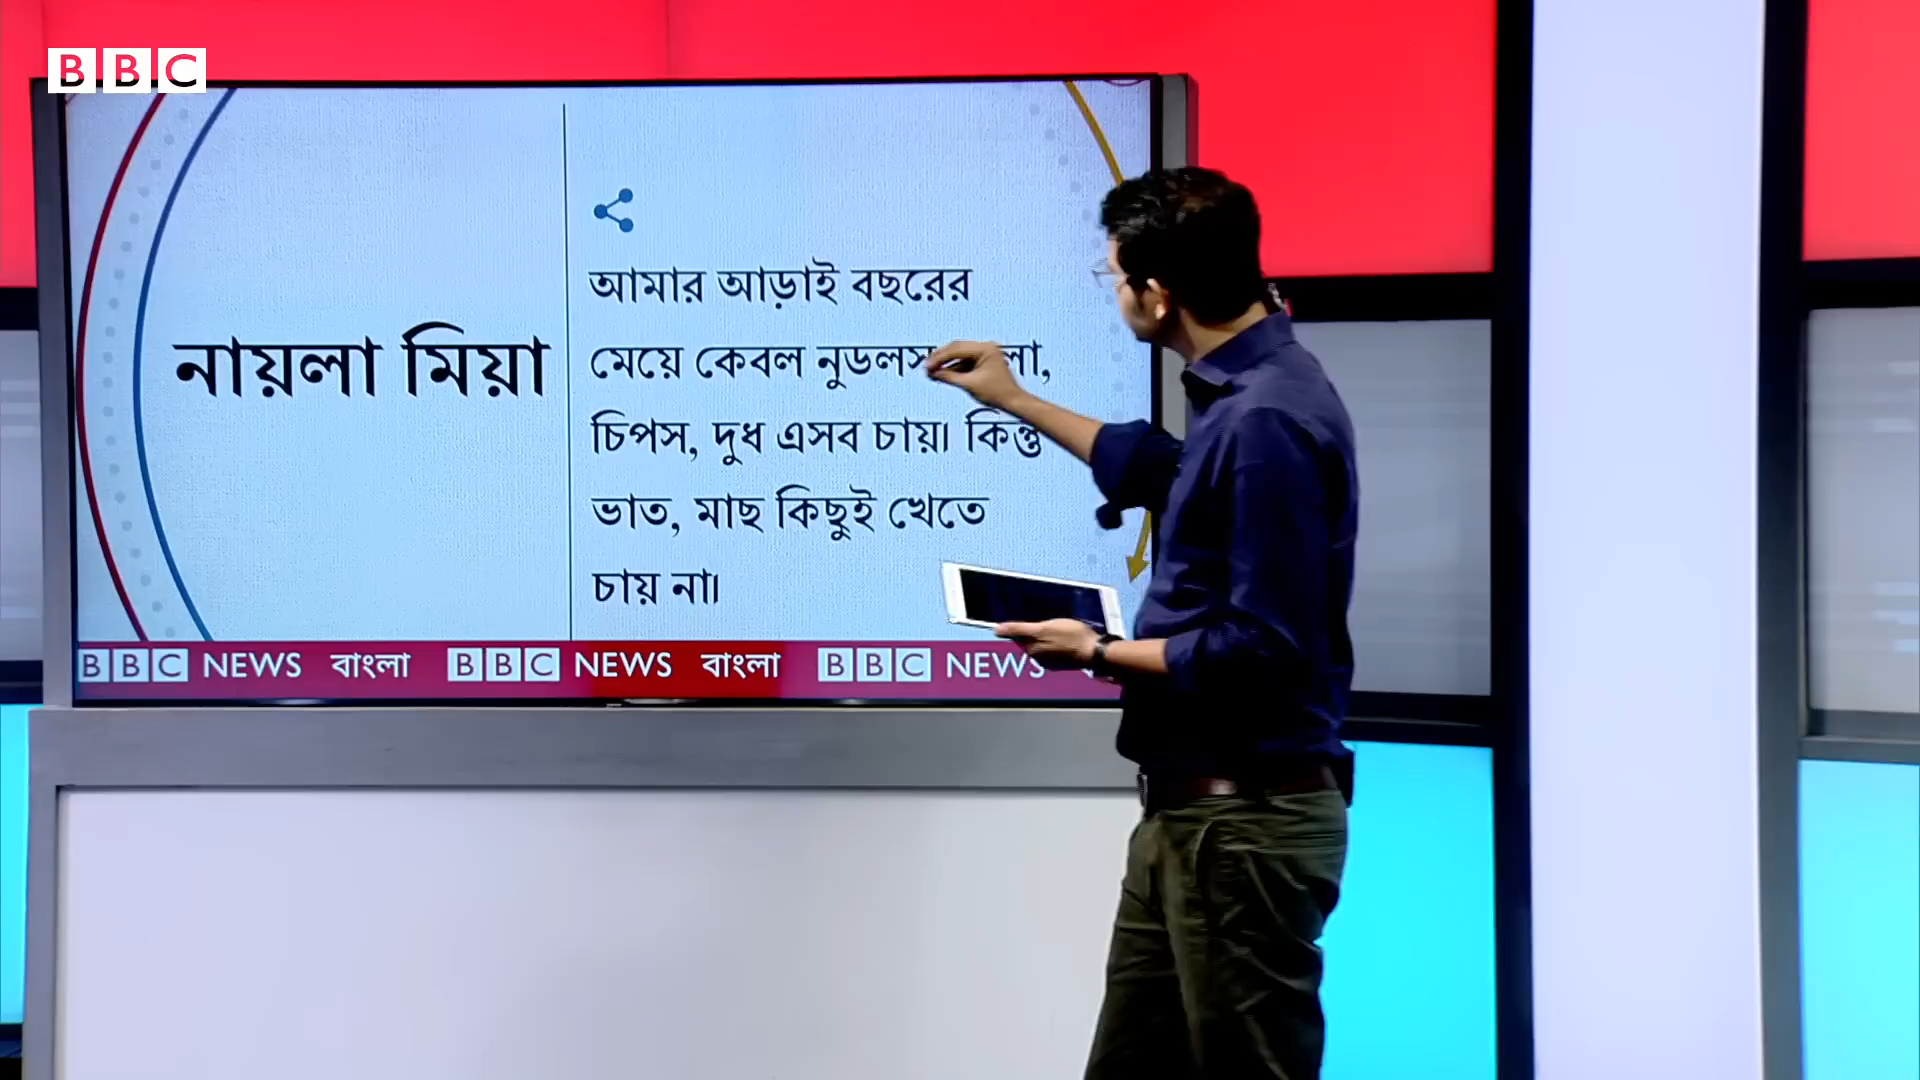 BBC
নায়লা মিয়া
আমার আড়াই বছরের
মেয়ে কেবল নুডলস
চিপস, দুধ এসব চায়। কিন্তু
ভাত, মাছ কিছুই খেতে
চায় না।
BBC NEWS বাংলা BBC NEWS বাংলা BBC NEWS